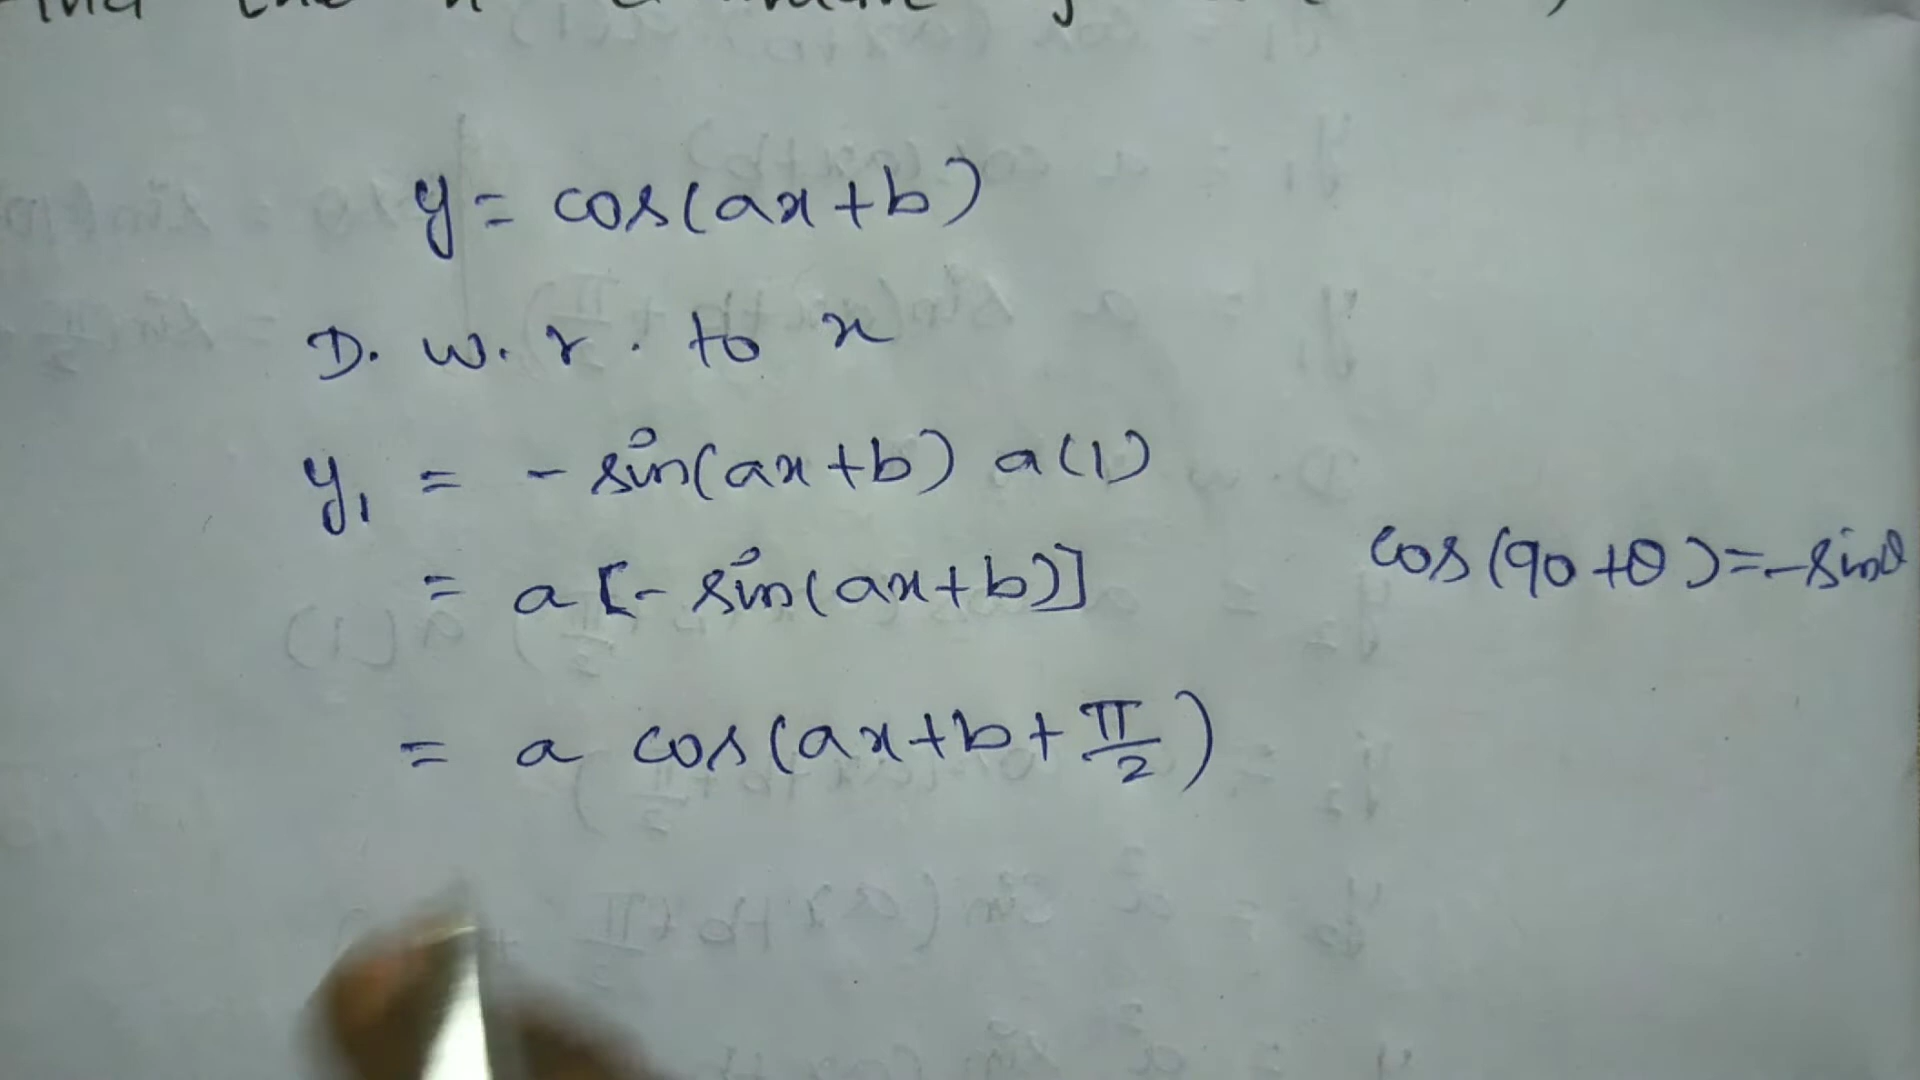 y = cos(ax+b)
D. w. r. to x
y₁ = - sin(ax+b) a(1)
= a [- sin(ax+b)]
cos(90+θ)=-sinθ
= a cos(ax+b+π/2)